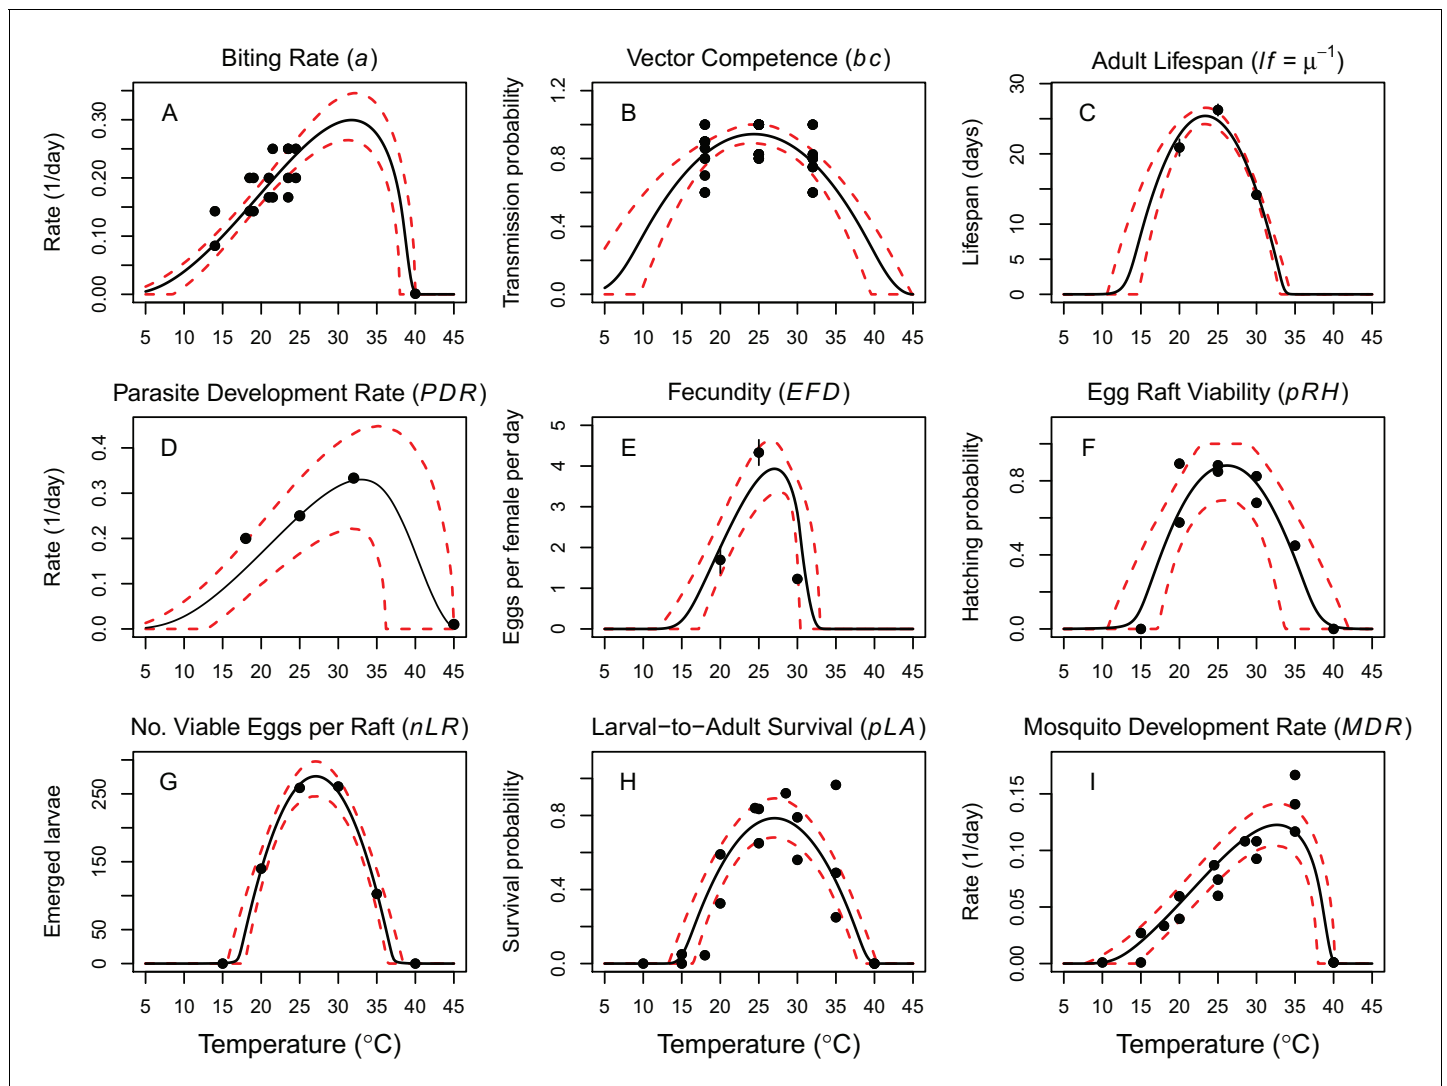 Biting Rate (a)
A
Rate (1/day)
0.00 0.10 0.20 0.30
5 10 15 20 25 30 35 40 45
Vector Competence (bc)
B
Transmission probability
0.0 0.4 0.8 1.2
5 10 15 20 25 30 35 40 45
Adult Lifespan (lf = μ⁻¹)
C
Lifespan (days)
0 5 10 20 30
5 10 15 20 25 30 35 40 45
Parasite Development Rate (PDR)
D
Rate (1/day)
0.0 0.1 0.2 0.3 0.4
5 10 15 20 25 30 35 40 45
Fecundity (EFD)
E
Eggs per female per day
0 1 2 3 4 5
5 10 15 20 25 30 35 40 45
Egg Raft Viability (pRH)
F
Hatching probability
0.0 0.4 0.8
5 10 15 20 25 30 35 40 45
No. Viable Eggs per Raft (nLR)
G
Emerged larvae
0 50 150 250
5 10 15 20 25 30 35 40 45
Temperature (°C)
Larval−to−Adult Survival (pLA)
H
Survival probability
0.0 0.4 0.8
5 10 15 20 25 30 35 40 45
Temperature (°C)
Mosquito Development Rate (MDR)
I
Rate (1/day)
0.00 0.05 0.10 0.15
5 10 15 20 25 30 35 40 45
Temperature (°C)